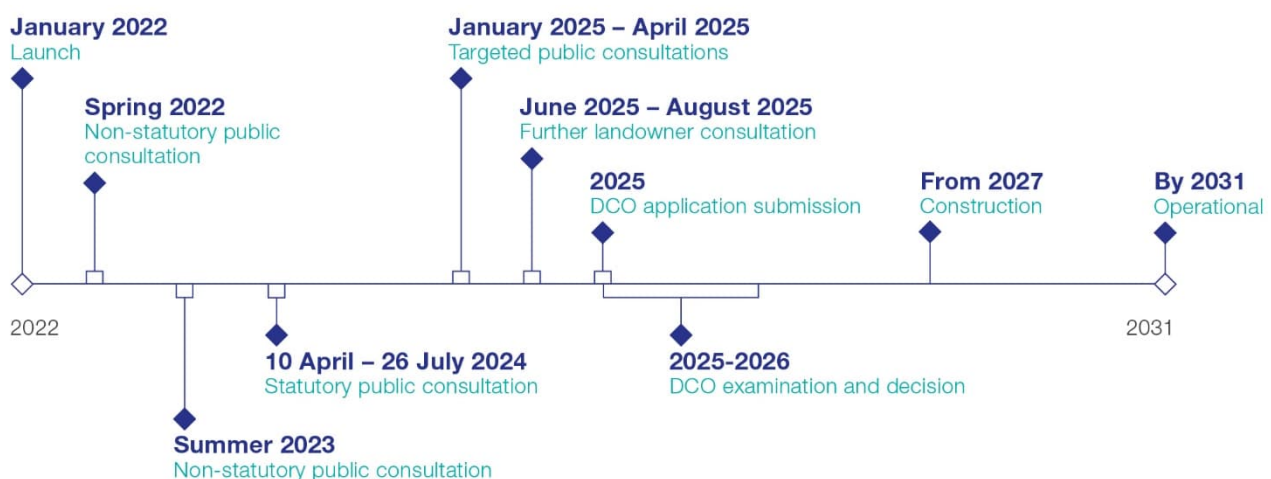 January 2022
Launch
Spring 2022
Non-statutory public
consultation
January 2025 – April 2025
Targeted public consultations
June 2025 – August 2025
Further landowner consultation
2025
DCO application submission
From 2027
Construction
By 2031
Operational
2022
2031
10 April – 26 July 2024
Statutory public consultation
2025-2026
DCO examination and decision
Summer 2023
Non-statutory public consultation